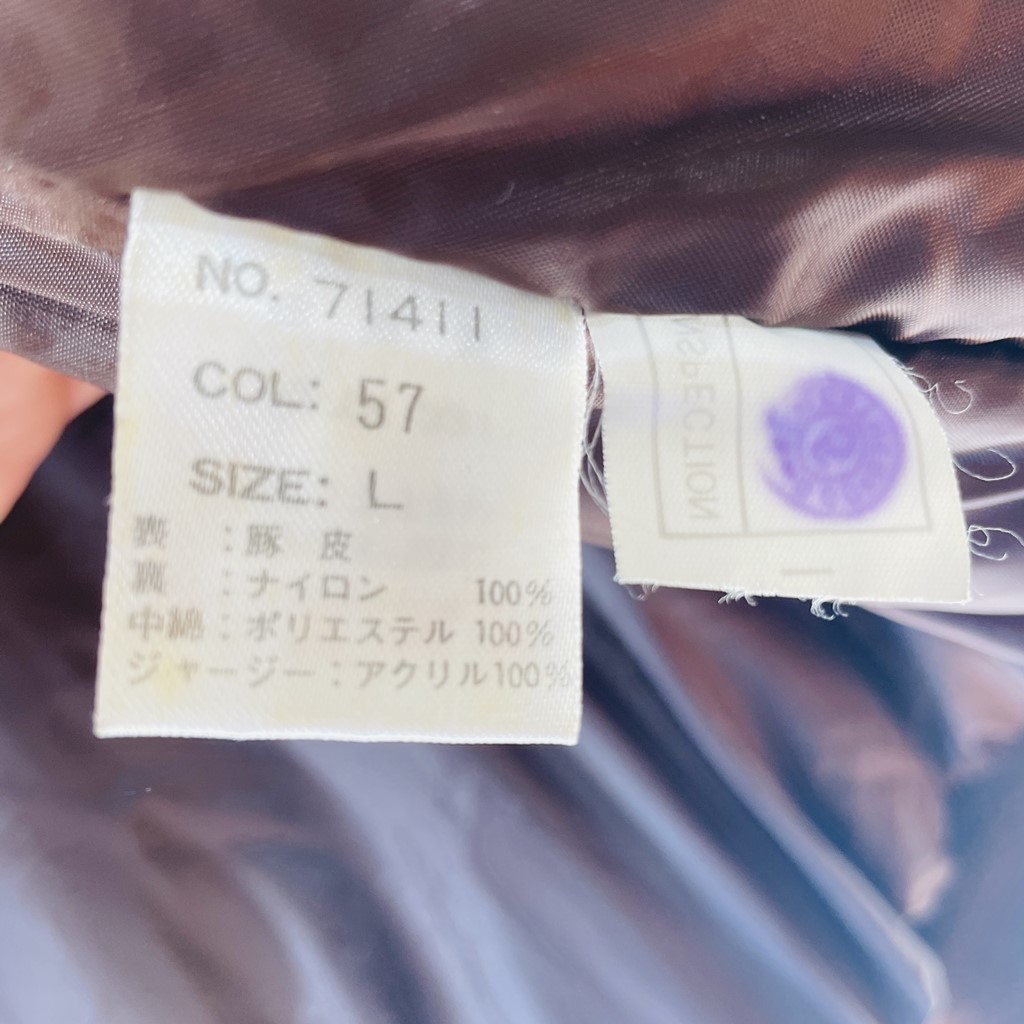 NO. 71411
COL: 57
SIZE: L
表 : 豚 皮
裏 : ナイロン 100%
中綿 : ポリエステル 100%
ジャージー : アクリル100%
INSPECTION